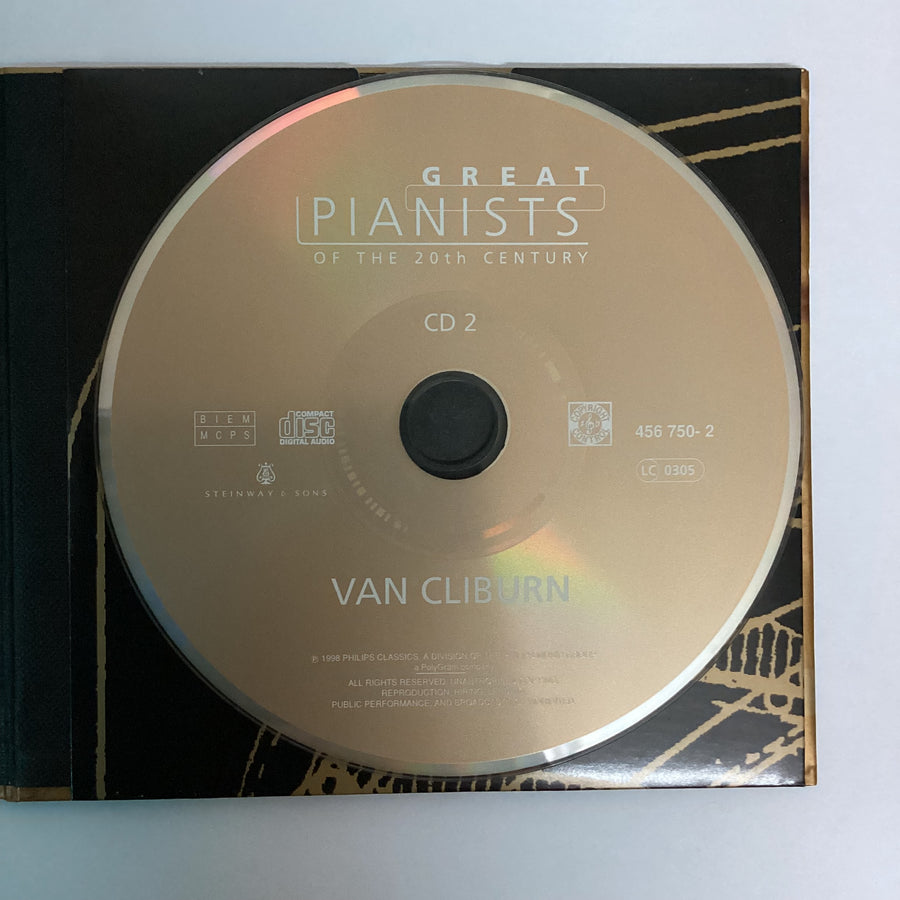 GREAT
PIANISTS
OF THE 20th CENTURY
CD 2
BIEM
MCPS
COMPACT
disc
DIGITAL AUDIO
COPYRIGHT
CONTROL
456 750- 2
LC 0305
STEINWAY & SONS
VAN CLIBURN
℗ 1998 PHILIPS CLASSICS, A DIVISION OF
a PolyGram company
ALL RIGHTS RESERVED.
REPRODUCTION, HIRING,
PUBLIC PERFORMANCE, AND